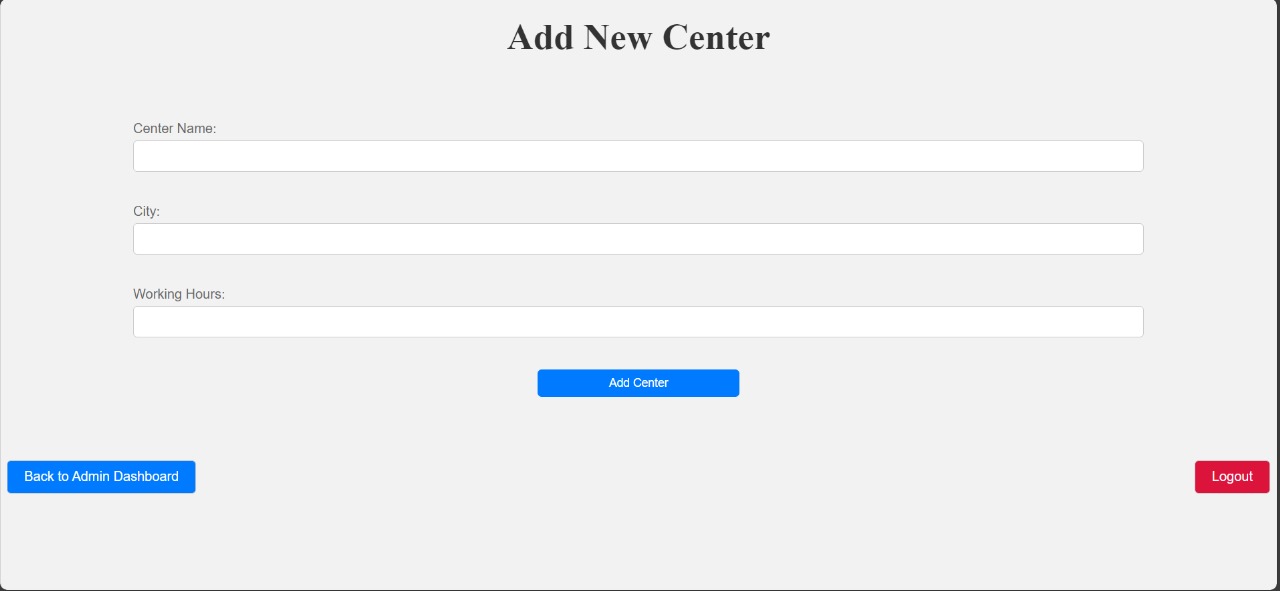 Add New Center
Center Name:
City:
Working Hours:
Add Center
Back to Admin Dashboard
Logout